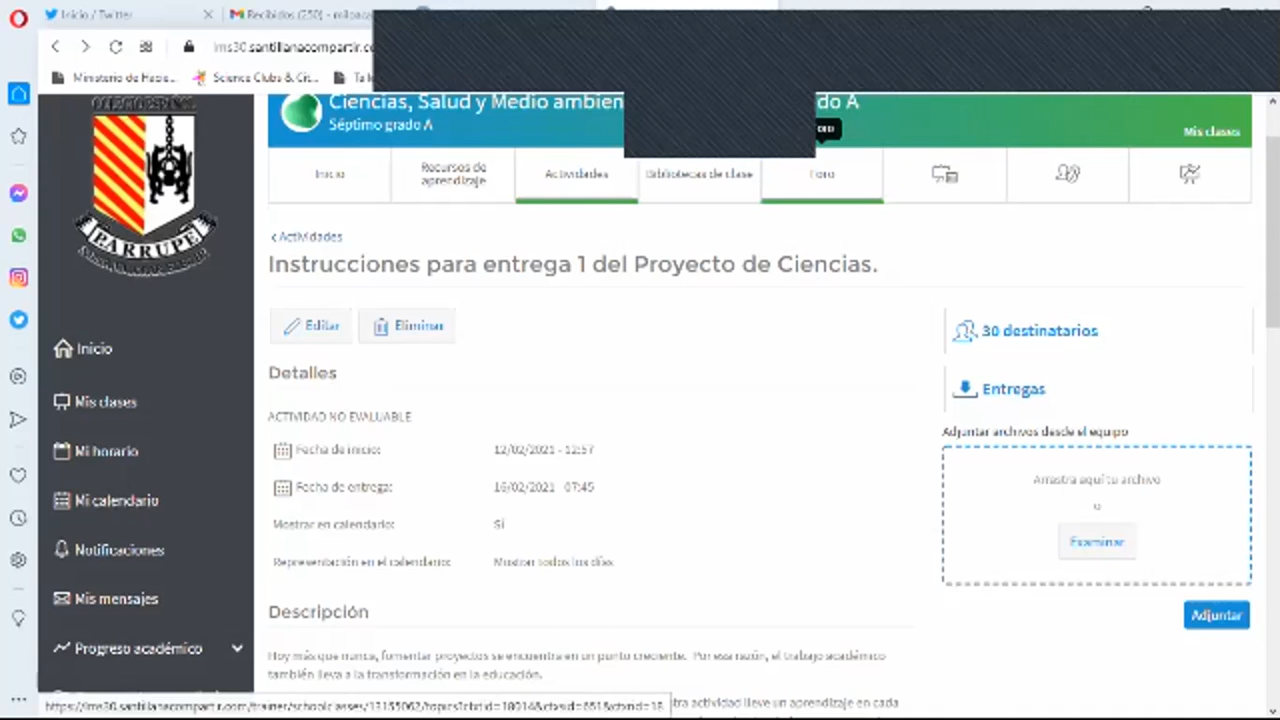 Inicio / Twitter
Recibidos (250) -
lms30.santillanacompartir.
Ministerio de Hacie...
Science Clubs & Cic...
Ciencias, Salud y Medio ambien
do A
Séptimo grado A
Mis clases
Inicio
Recursos de
aprendizaje
Actividades
Bibliotecas de clase
Foro
ARRUPE
‹ Actividades
Instrucciones para entrega 1 del Proyecto de Ciencias.
Editar
Eliminar
30 destinatarios
Inicio
Detalles
Entregas
Mis clases
ACTIVIDAD NO EVALUABLE
Adjuntar archivos desde el equipo
Mi horario
Fecha de inicio:
12/02/2021 - 12:57
Arrastra aquí tu archivo
o
Fecha de entrega:
16/02/2021 - 07:45
Mi calendario
Mostrar en calendario:
Sí
Examinar
Notificaciones
Representación en el calendario:
Mostrar todos los días
Mis mensajes
Descripción
Adjuntar
Progreso académico
Hoy más que nunca, fomentar proyectos se encuentra en un punto creciente. Por esa razón, el trabajo académico
también lleva a la transformación en la educación.
tra actividad lleve un aprendizaje en cada